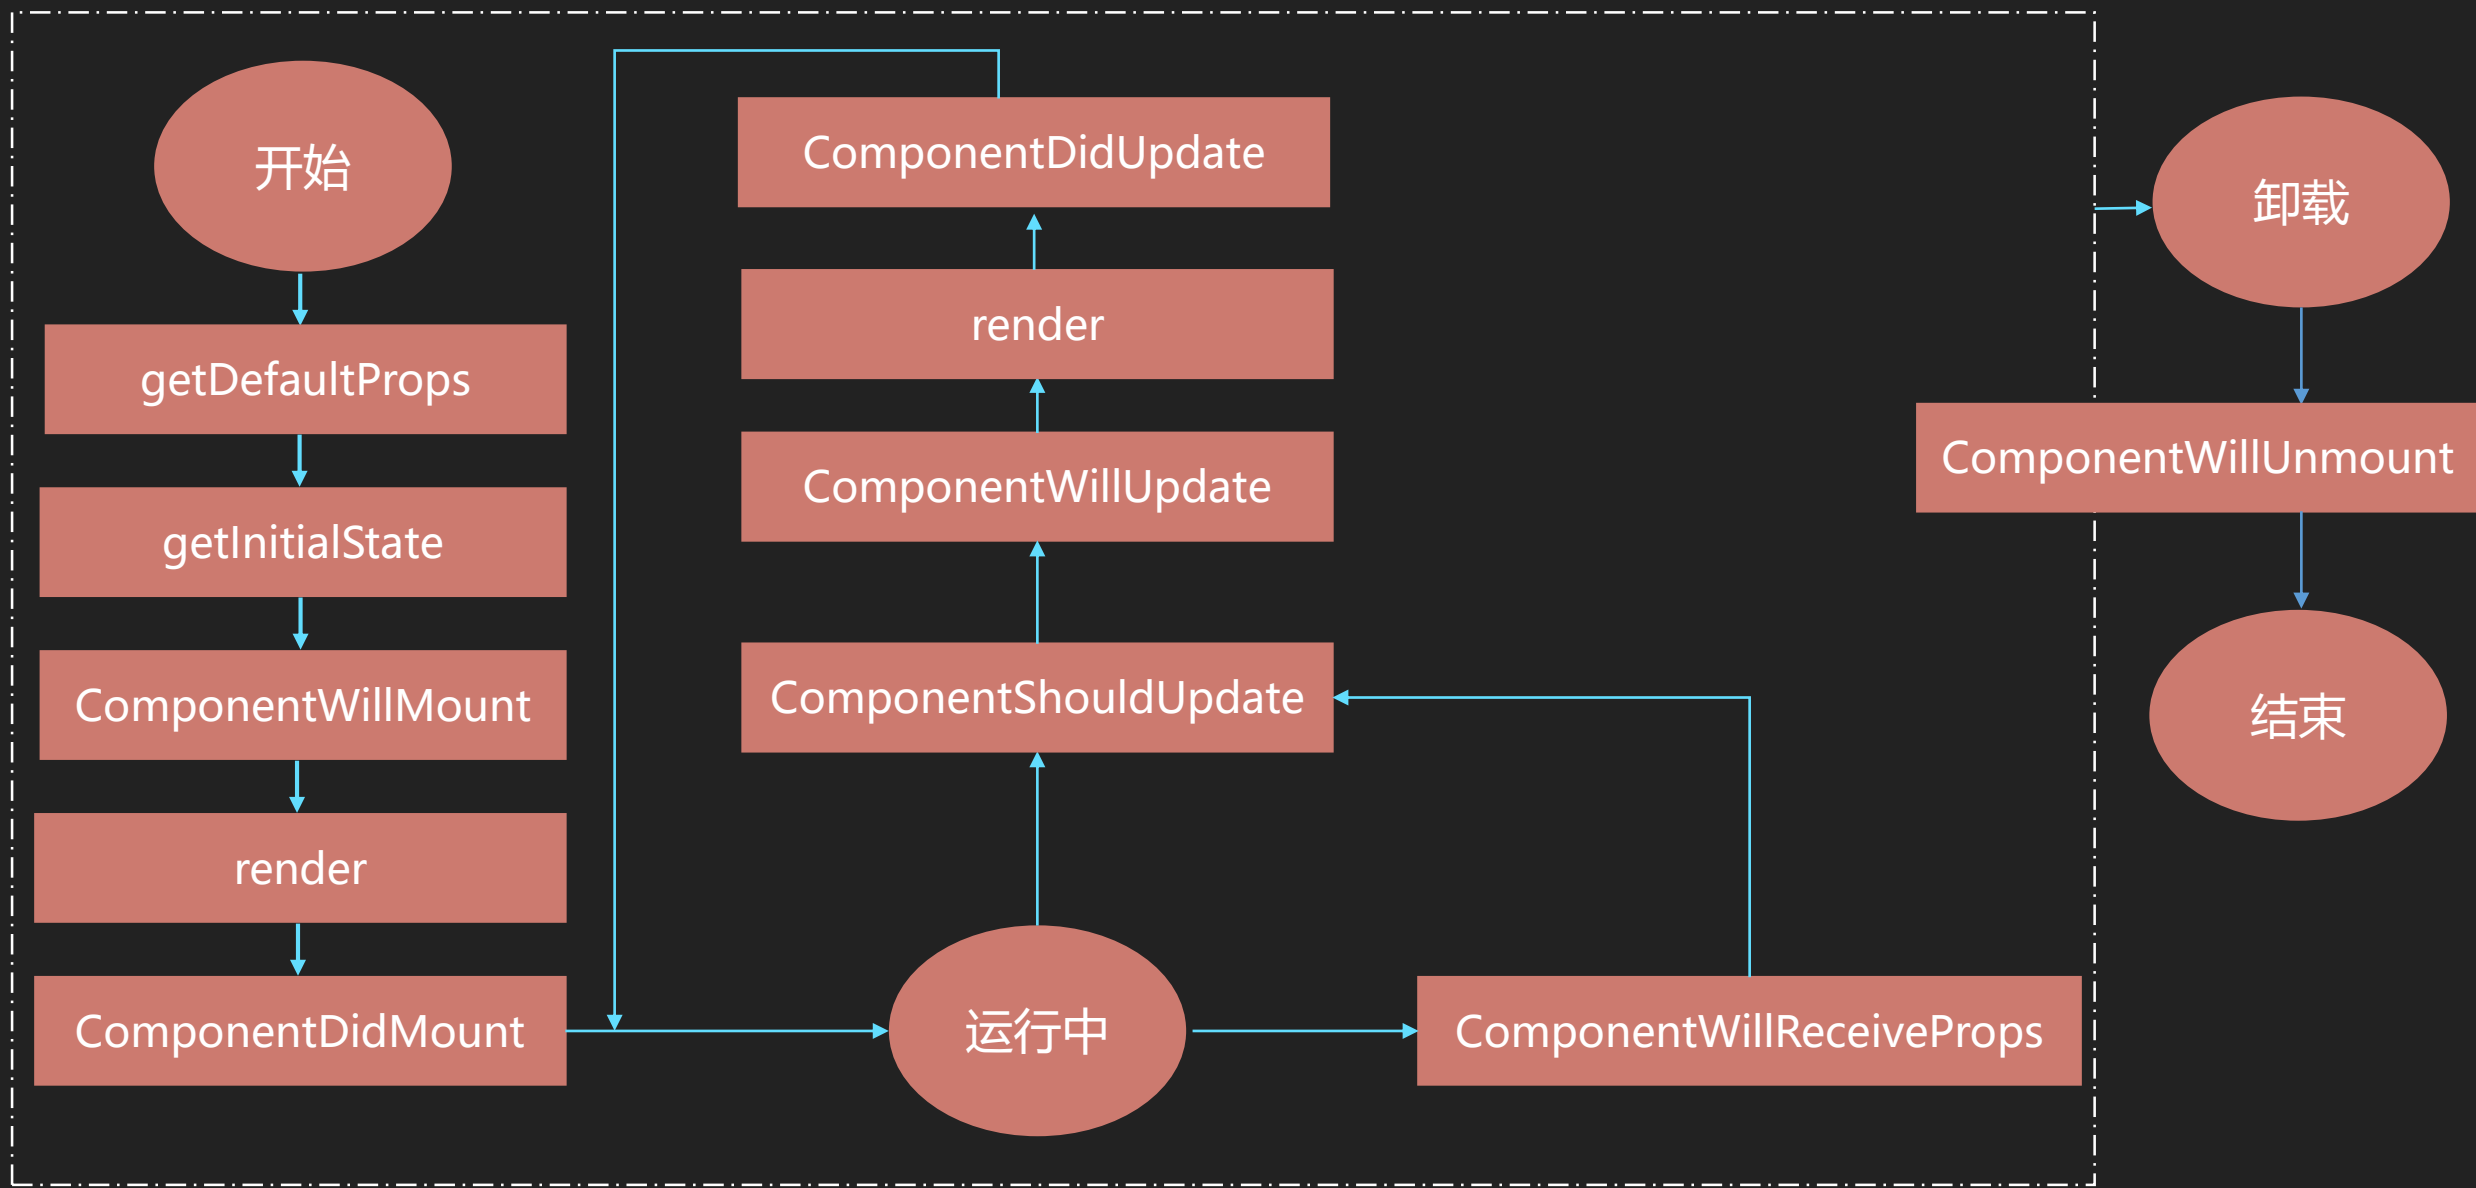 开始
getDefaultProps
getInitialState
ComponentWillMount
render
ComponentDidMount
ComponentDidUpdate
render
ComponentWillUpdate
ComponentShouldUpdate
运行中
ComponentWillReceiveProps
卸载
ComponentWillUnmount
结束